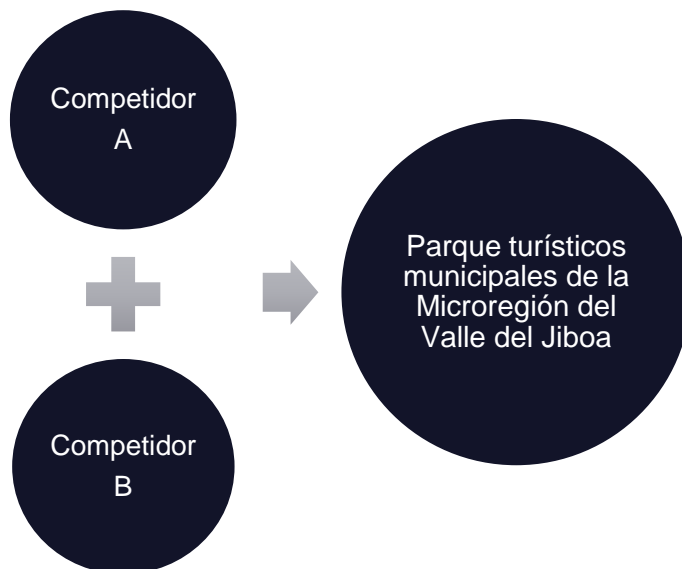 Competidor
A
Parque turísticos
municipales de la
Microregión del
Valle del Jiboa
Competidor
B